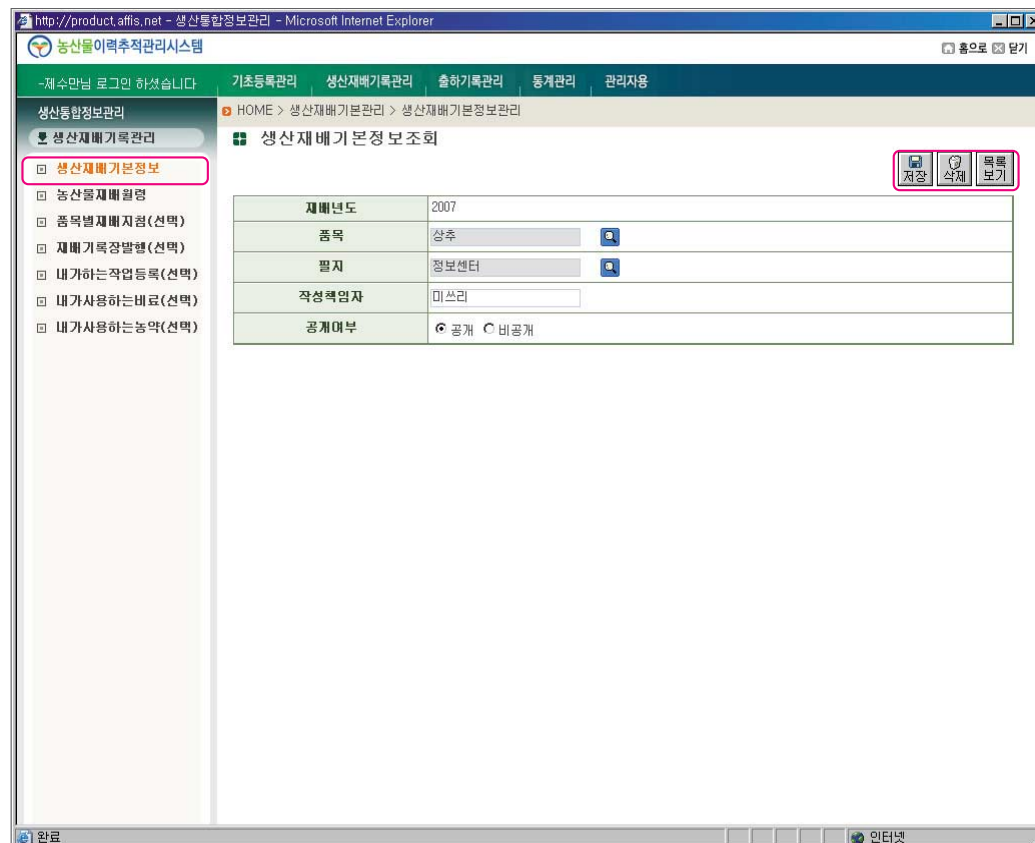 http://product.affis.net - 생산통합정보관리 - Microsoft Internet Explorer
농산물이력추적관리시스템
홈으로 닫기
-제수만님 로그인 하셨습니다
기초등록관리 생산재배기록관리 출하기록관리 통계관리 관리자용
생산통합정보관리
HOME > 생산재배기본관리 > 생산재배기본정보관리
생산재배기록관리
생산재배기본정보조회
생산재배기본정보
저장 삭제 목록보기
농산물재배월령
품목별재배지침(선택)
재배기록장발행(선택)
내가하는작업등록(선택)
내가사용하는비료(선택)
내가사용하는농약(선택)
재배년도 2007
품목 상추
필지 정보센터
작성책임자 미쓰리
공개여부 공개 비공개
완료
인터넷